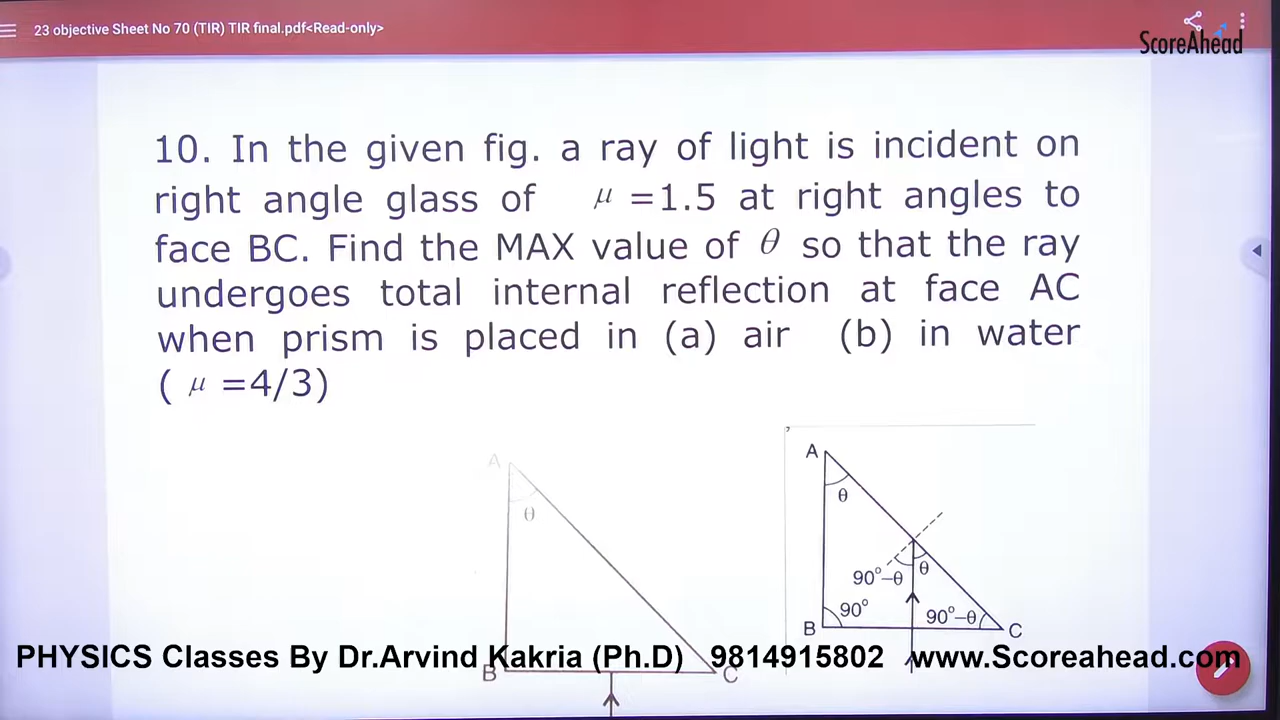 23 objective Sheet No 70 (TIR) TIR final.pdf<Read-only>
ScoreAhead
10. In the given fig. a ray of light is incident on
right angle glass of μ =1.5 at right angles to
face BC. Find the MAX value of θ so that the ray
undergoes total internal reflection at face AC
when prism is placed in (a) air (b) in water
( μ =4/3)
A
θ
B
C
A
θ
θ
90°–θ
90°
90°–θ
B
C
PHYSICS Classes By Dr.Arvind Kakria (Ph.D) 9814915802 www.Scoreahead.com